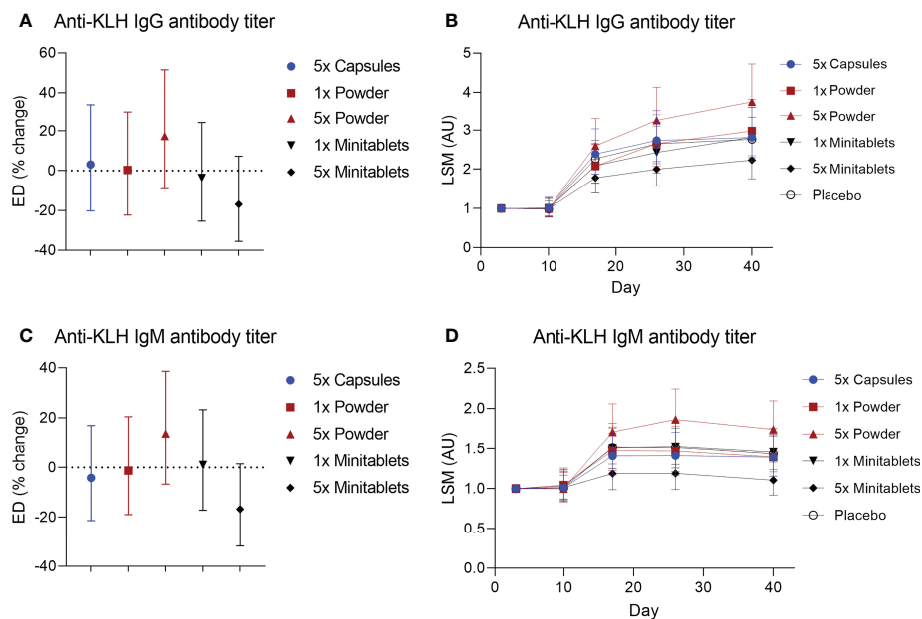 A Anti-KLH IgG antibody titer
60
40
20
0
-20
-40
ED (% change)
5x Capsules
1x Powder
5x Powder
1x Minitablets
5x Minitablets
B Anti-KLH IgG antibody titer
5
4
3
2
1
0
LSM (AU)
0 10 20 30 40
Day
5x Capsules
1x Powder
5x Powder
1x Minitablets
5x Minitablets
Placebo
C Anti-KLH IgM antibody titer
40
20
0
-20
-40
ED (% change)
5x Capsules
1x Powder
5x Powder
1x Minitablets
5x Minitablets
D Anti-KLH IgM antibody titer
2.5
2.0
1.5
1.0
0.5
0.0
LSM (AU)
0 10 20 30 40
Day
5x Capsules
1x Powder
5x Powder
1x Minitablets
5x Minitablets
Placebo